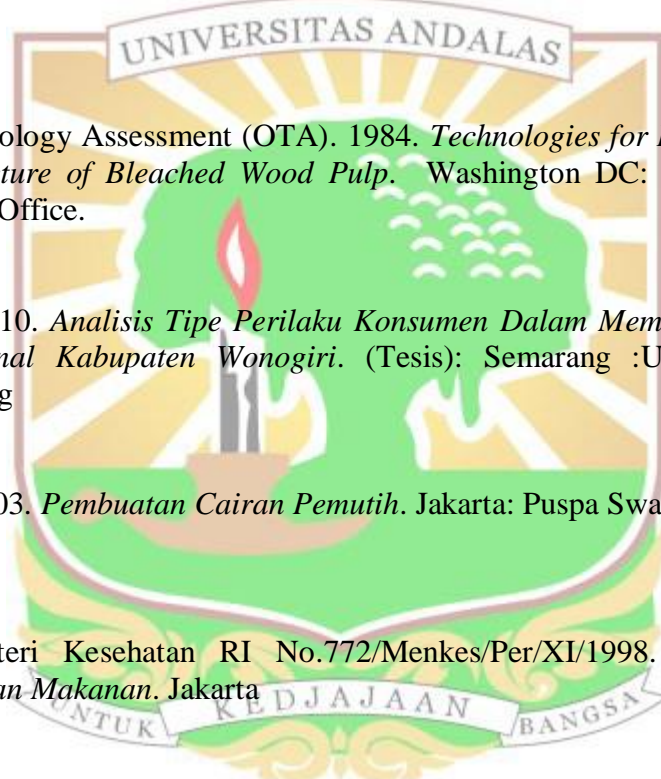 UNIVERSITAS ANDALAS
ology Assessment (OTA). 1984. Technologies for
ture of Bleached Wood Pulp. Washington DC:
Office.
10. Analisis Tipe Perilaku Konsumen Dalam Mem
nal Kabupaten Wonogiri. (Tesis): Semarang :U
g
03. Pembuatan Cairan Pemutih. Jakarta: Puspa Swa
teri Kesehatan RI No.772/Menkes/Per/XI/1998.
an Makanan. Jakarta
UNTUK KEDJAJAAN BANGSA